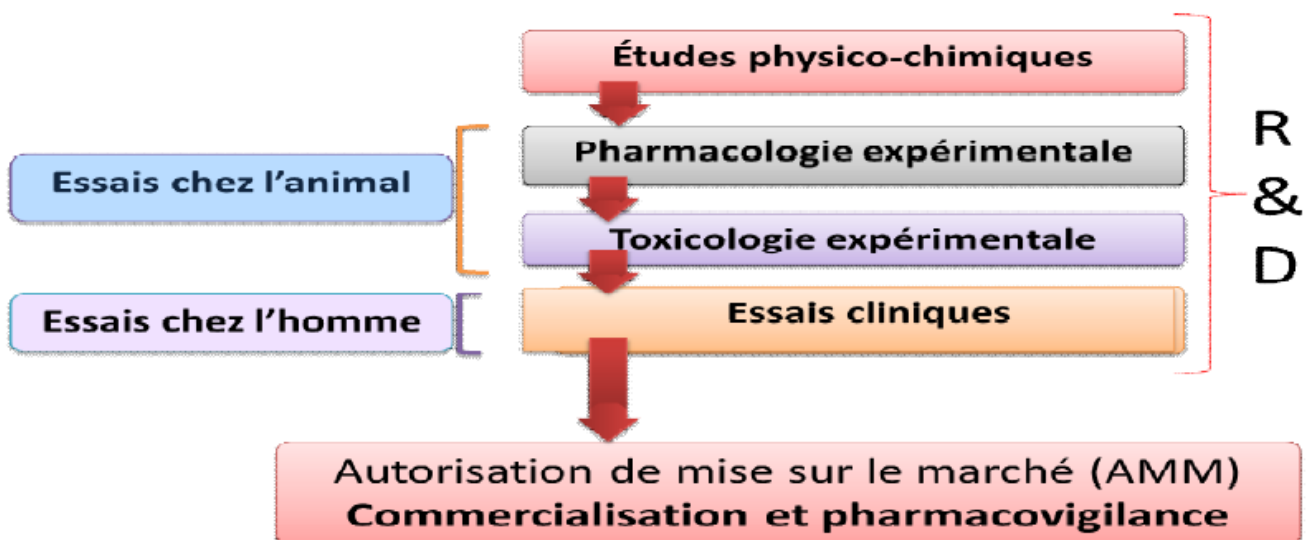 Études physico-chimiques
Pharmacologie expérimentale
Essais chez l'animal
Toxicologie expérimentale
Essais chez l'homme
Essais cliniques
R
&
D
Autorisation de mise sur le marché (AMM)
Commercialisation et pharmacovigilance